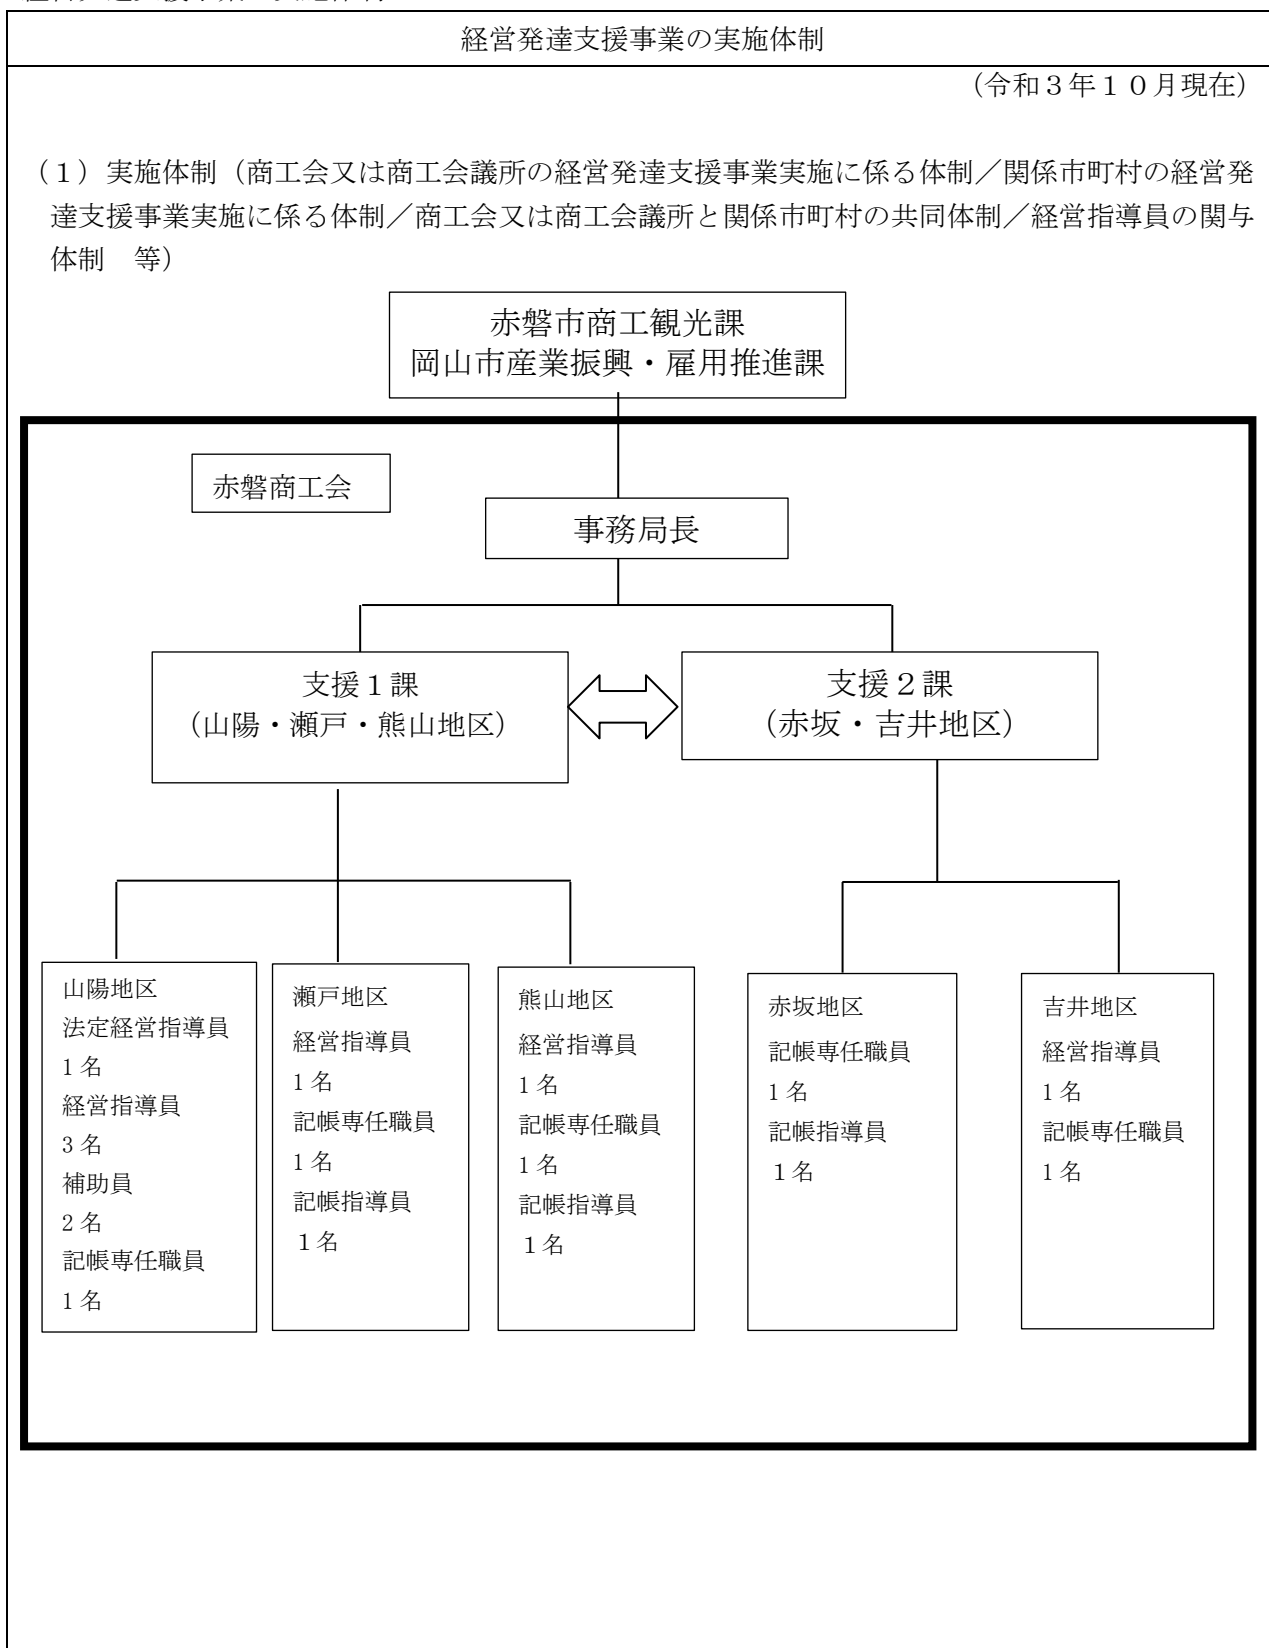 経営発達支援事業の実施体制
（令和３年１０月現在）
（１）実施体制（商工会又は商工会議所の経営発達支援事業実施に係る体制／関係市町村の経営発
達支援事業実施に係る体制／商工会又は商工会議所と関係市町村の共同体制／経営指導員の関与
体制　等）
赤磐市商工観光課
岡山市産業振興・雇用推進課
赤磐商工会
事務局長
支援１課
（山陽・瀬戸・熊山地区）
支援２課
（赤坂・吉井地区）
山陽地区
法定経営指導員
1 名
経営指導員
3 名
補助員
2 名
記帳専任職員
1 名
瀬戸地区
経営指導員
1 名
記帳専任職員
1 名
記帳指導員
１名
熊山地区
経営指導員
1 名
記帳専任職員
1 名
記帳指導員
１名
赤坂地区
記帳専任職員
1 名
記帳指導員
１名
吉井地区
経営指導員
1 名
記帳専任職員
1 名